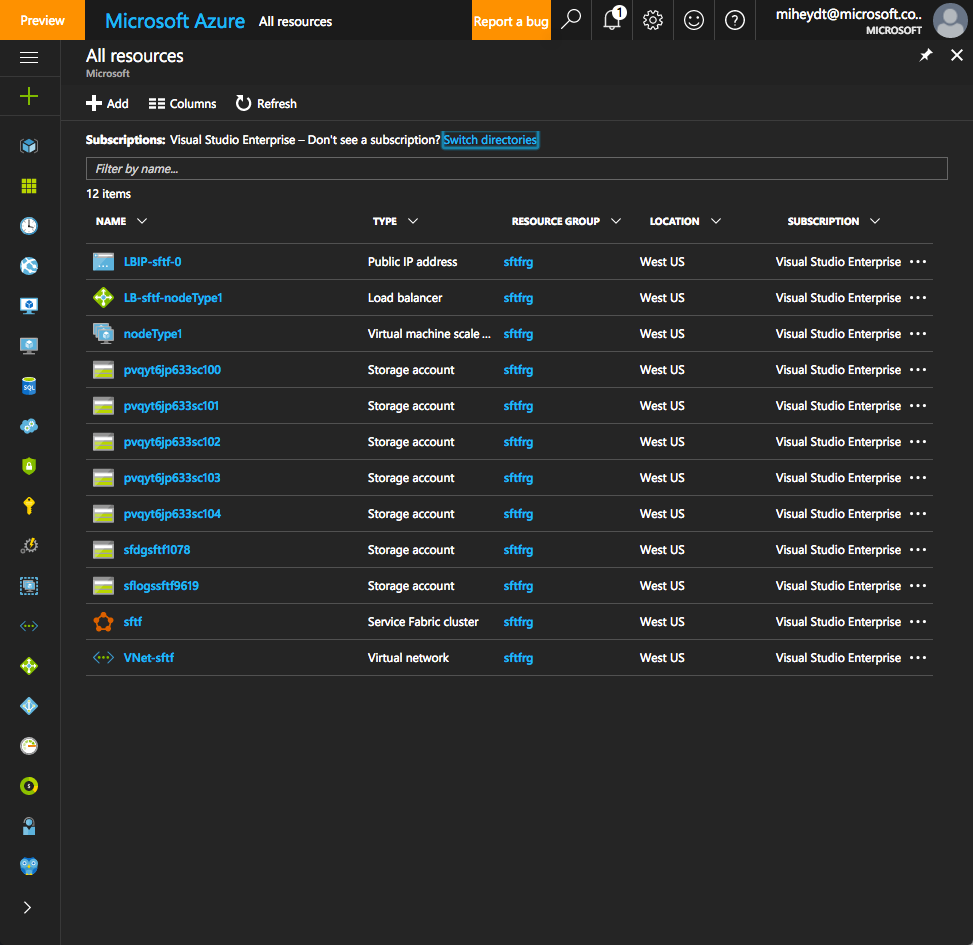 Preview Microsoft Azure All resources Report a bug 1 miheydt@microsoft.co..
MICROSOFT
All resources
Microsoft
Add Columns Refresh
Subscriptions: Visual Studio Enterprise – Don't see a subscription? Switch directories
Filter by name...
12 items
NAME TYPE RESOURCE GROUP LOCATION SUBSCRIPTION
LBIP-sftf-0 Public IP address sftfrg West US Visual Studio Enterprise
LB-sftf-nodeType1 Load balancer sftfrg West US Visual Studio Enterprise
nodeType1 Virtual machine scale ... sftfrg West US Visual Studio Enterprise
pvqyt6jp633sc100 Storage account sftfrg West US Visual Studio Enterprise
pvqyt6jp633sc101 Storage account sftfrg West US Visual Studio Enterprise
pvqyt6jp633sc102 Storage account sftfrg West US Visual Studio Enterprise
pvqyt6jp633sc103 Storage account sftfrg West US Visual Studio Enterprise
pvqyt6jp633sc104 Storage account sftfrg West US Visual Studio Enterprise
sfdgsftf1078 Storage account sftfrg West US Visual Studio Enterprise
sflogssftf9619 Storage account sftfrg West US Visual Studio Enterprise
sftf Service Fabric cluster sftfrg West US Visual Studio Enterprise
VNet-sftf Virtual network sftfrg West US Visual Studio Enterprise
SQL